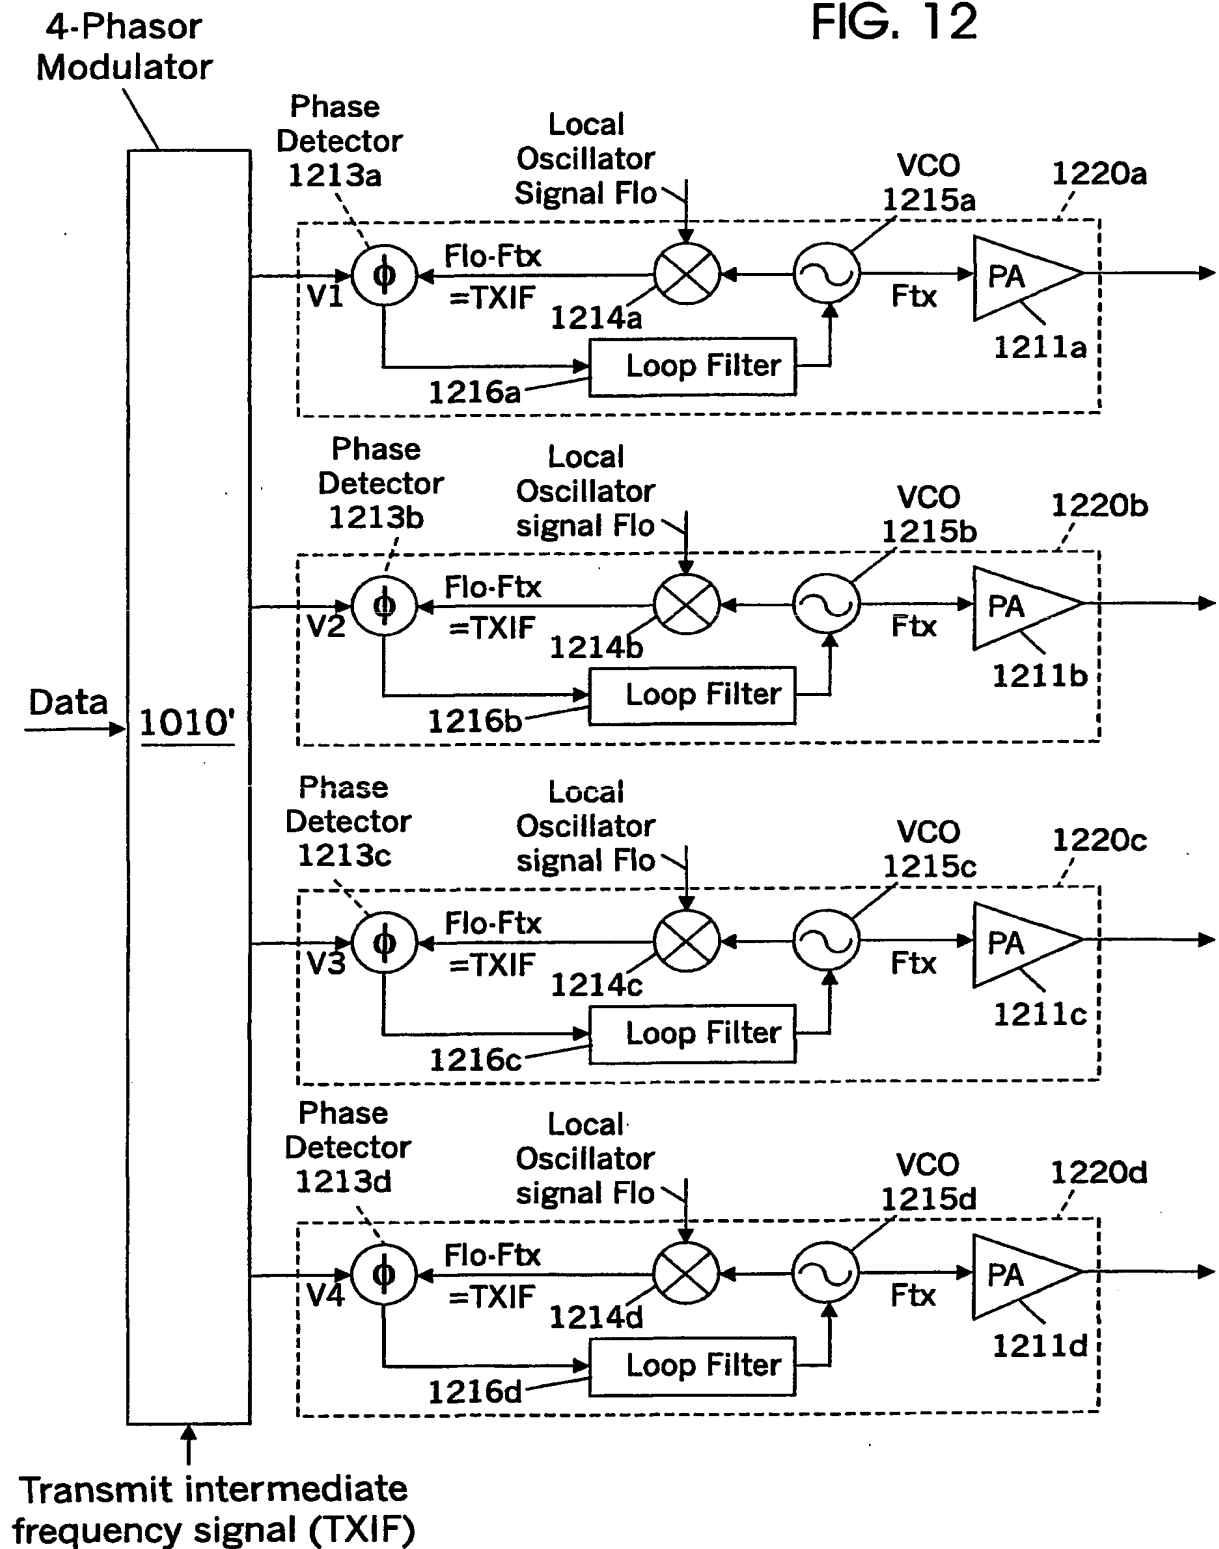 FIG. 12
4-Phasor
Modulator
Phase
Detector
1213a
Local
Oscillator
Signal Flo
VCO
1215a
1220a
V1
ϕ
Flo-Ftx
=TXIF
1214a
Ftx
PA
1211a
Loop Filter
1216a
Phase
Detector
1213b
Local
Oscillator
signal Flo
VCO
1215b
1220b
V2
ϕ
Flo-Ftx
=TXIF
1214b
Ftx
PA
1211b
Loop Filter
1216b
Data
1010'
Phase
Detector
1213c
Local
Oscillator
signal Flo
VCO
1215c
1220c
V3
ϕ
Flo-Ftx
=TXIF
1214c
Ftx
PA
1211c
Loop Filter
1216c
Phase
Detector
1213d
Local
Oscillator
signal Flo
VCO
1215d
1220d
V4
ϕ
Flo-Ftx
=TXIF
1214d
Ftx
PA
1211d
Loop Filter
1216d
Transmit intermediate
frequency signal (TXIF)